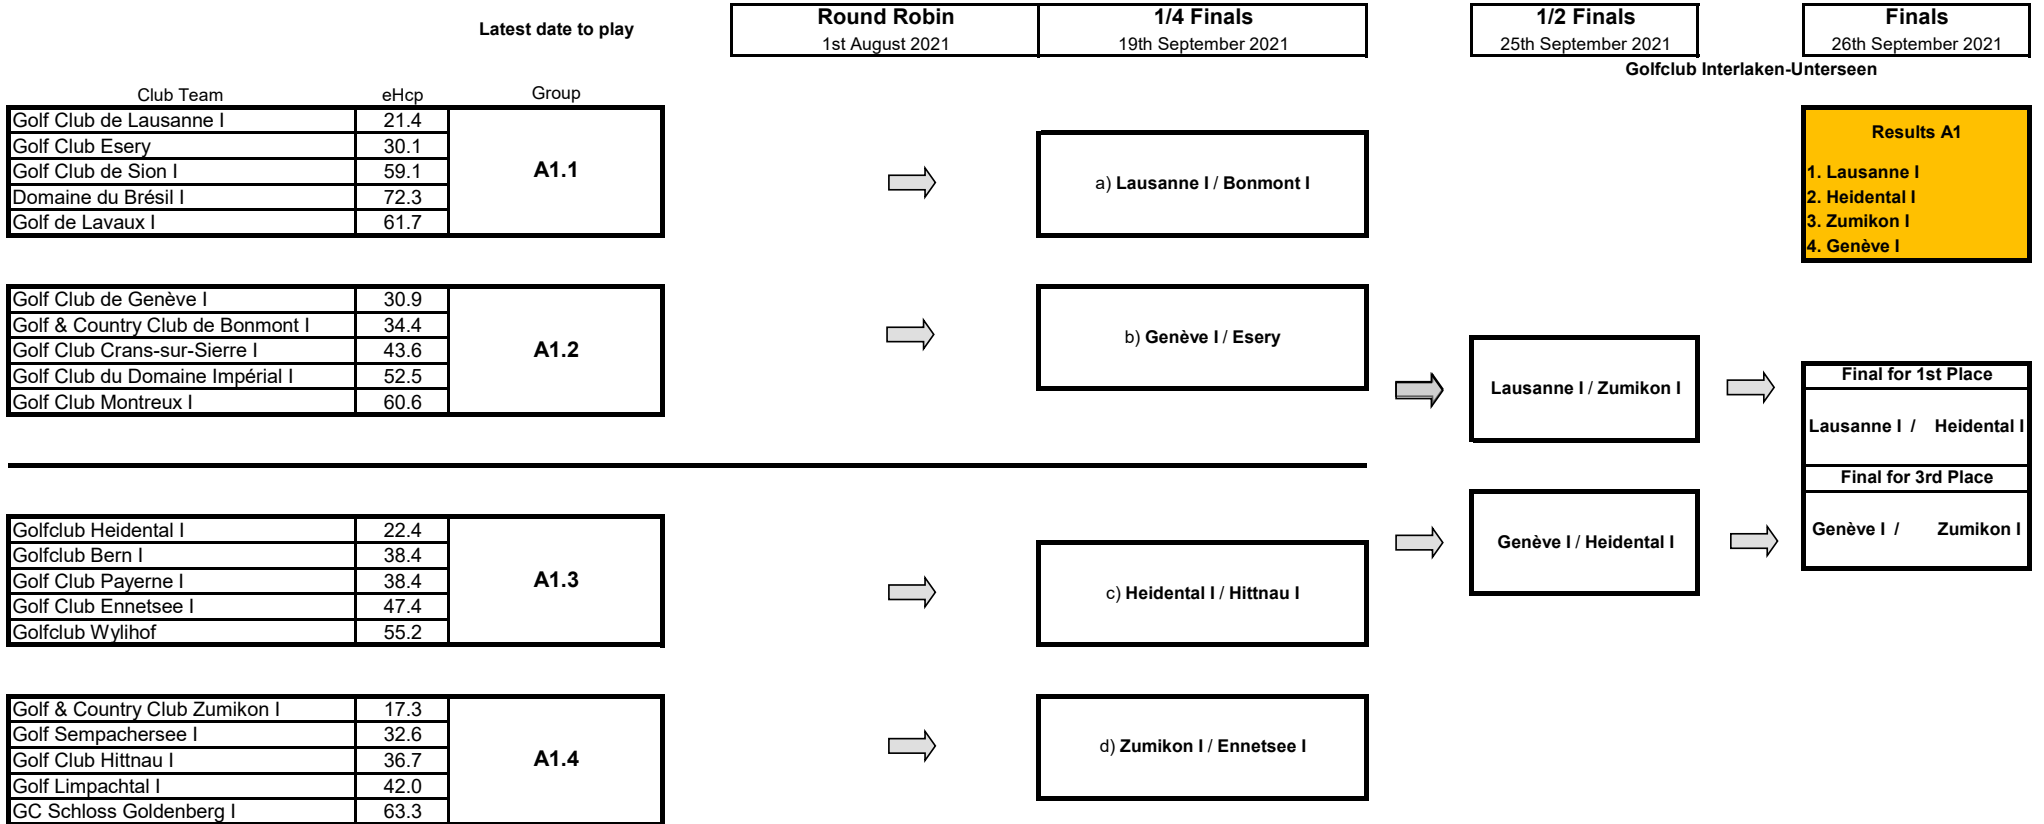 Latest date to play
Round Robin
1st August 2021
1/4 Finals
19th September 2021
1/2 Finals
25th September 2021
Finals
26th September 2021
Golfclub Interlaken-Unterseen
Club Team eHcp Group
Golf Club de Lausanne I 21.4
Golf Club Esery 30.1
Golf Club de Sion I 59.1
Domaine du Brésil I 72.3
Golf de Lavaux I 61.7
A1.1
a) Lausanne I / Bonmont I
Results A1
1. Lausanne I
2. Heidental I
3. Zumikon I
4. Genève I
Golf Club de Genève I 30.9
Golf & Country Club de Bonmont I 34.4
Golf Club Crans-sur-Sierre I 43.6
Golf Club du Domaine Impérial I 52.5
Golf Club Montreux I 60.6
A1.2
b) Genève I / Esery
Lausanne I / Zumikon I
Final for 1st Place
Lausanne I / Heidental I
Final for 3rd Place
Genève I / Zumikon I
Genève I / Heidental I
Golfclub Heidental I 22.4
Golfclub Bern I 38.4
Golf Club Payerne I 38.4
Golf Club Ennetsee I 47.4
Golfclub Wylihof 55.2
A1.3
c) Heidental I / Hittnau I
Golf & Country Club Zumikon I 17.3
Golf Sempachersee I 32.6
Golf Club Hittnau I 36.7
Golf Limpachtal I 42.0
GC Schloss Goldenberg I 63.3
A1.4
d) Zumikon I / Ennetsee I